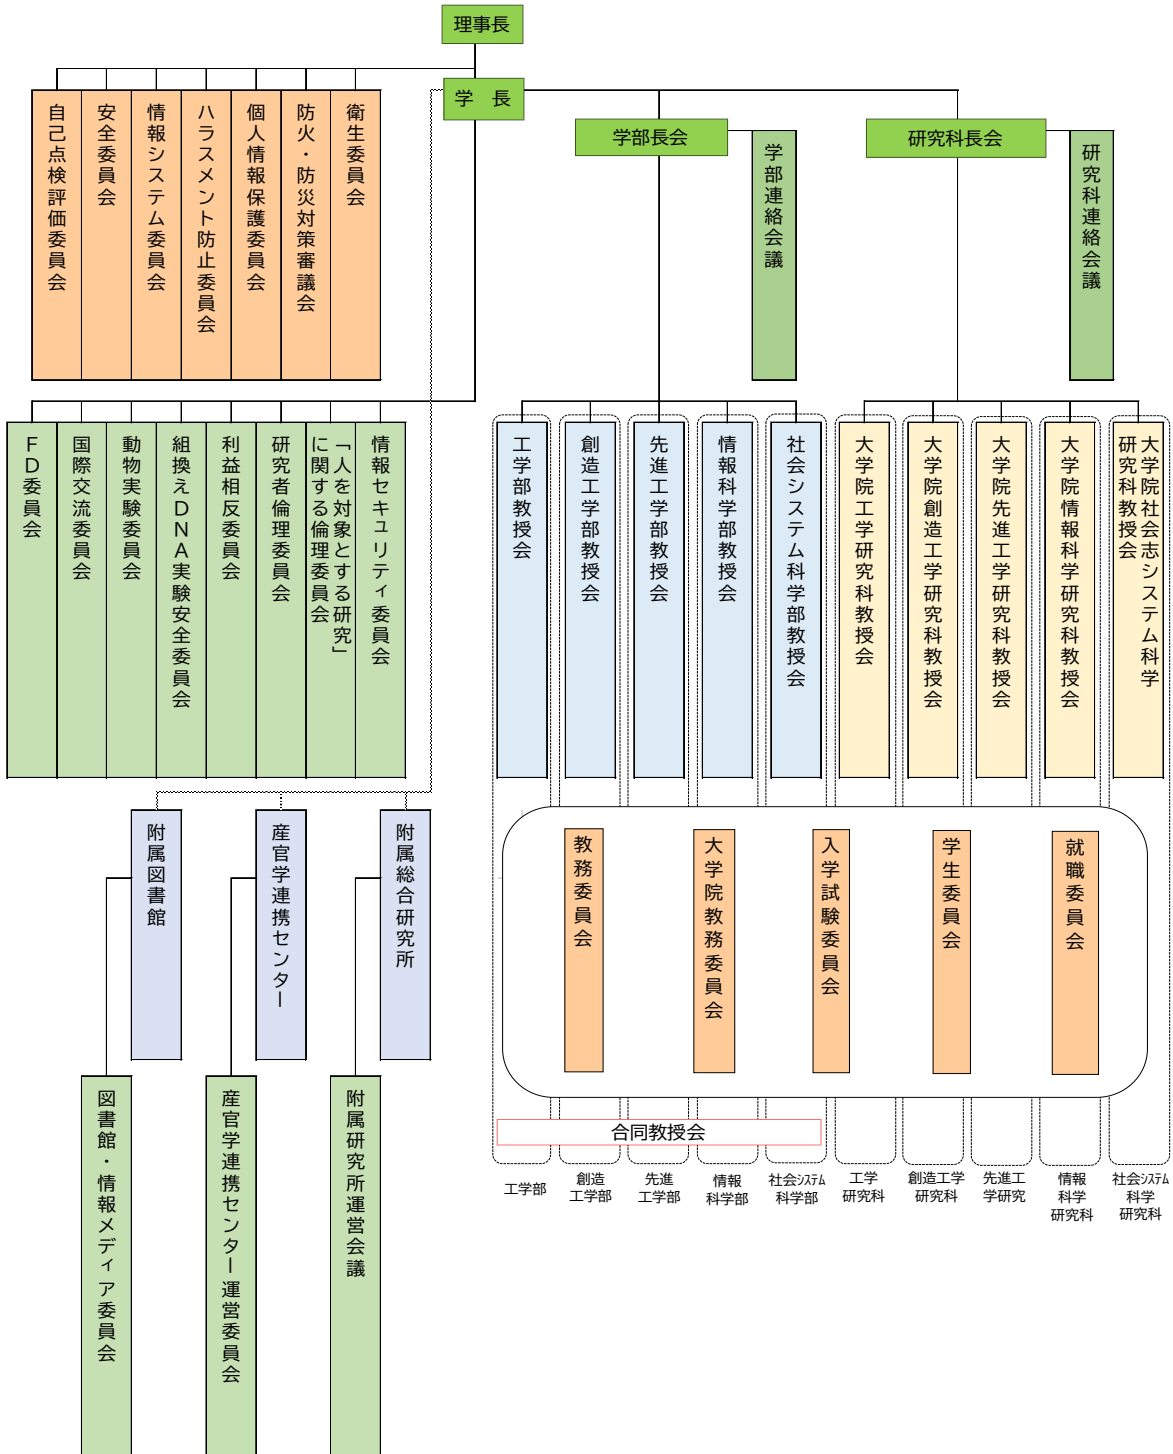 理事長
学　長
学部長会
研究科長会
学部連絡会議
研究科連絡会議
自己点検評価委員会
安全委員会
情報システム委員会
ハラスメント防止委員会
個人情報保護委員会
防火・防災対策審議会
衛生委員会
ＦＤ委員会
国際交流委員会
動物実験委員会
組換えＤＮＡ実験安全委員会
利益相反委員会
研究者倫理委員会
「人を対象とする研究」
に関する倫理委員会
情報セキュリティ委員会
工学部教授会
創造工学部教授会
先進工学部教授会
情報科学部教授会
社会システム科学部教授会
大学院工学研究科教授会
大学院創造工学研究科教授会
大学院先進工学研究科教授会
大学院情報科学研究科教授会
大学院社会志システム科学
研究科教授会
附属図書館
産官学連携センター
附属総合研究所
教務委員会
大学院教務委員会
入学試験委員会
学生委員会
就職委員会
図書館・情報メディア委員会
産官学連携センター運営委員会
附属研究所運営会議
合同教授会
工学部
創造
工学部
先進
工学部
情報
科学部
社会システム
科学部
工学
研究科
創造工学
研究科
先進工
学研究
情報
科学
研究科
社会システム
科学
研究科